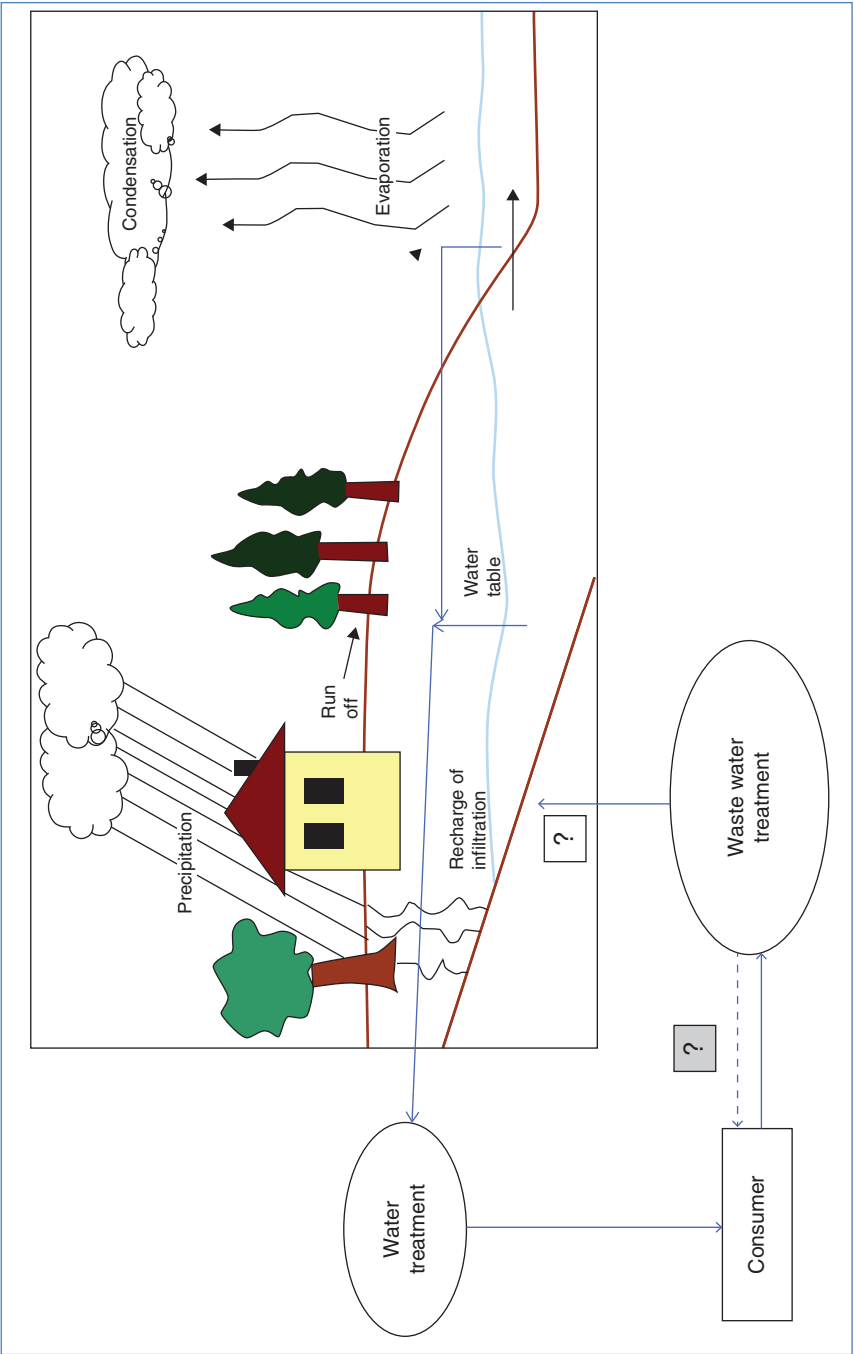 Condensation
Evaporation
Precipitation
Run
off
Water
table
Recharge of
infiltration
?
Waste water
treatment
?
Water
treatment
Consumer